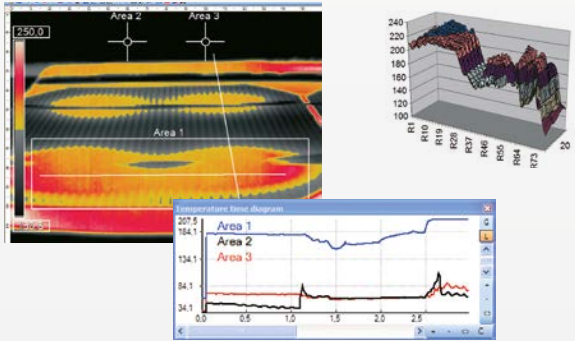 Area 2
Area 3
250,0
Area 1
240
220
200
180
160
140
120
100
R1
R10
R19
R28
R37
R46
R55
R64
R73
20
Temperature time diagram
207,5
184,1
134,1
84,1
34,1
Area 1
Area 2
Area 3
0,0
1,0
1,5
2,0
2,5